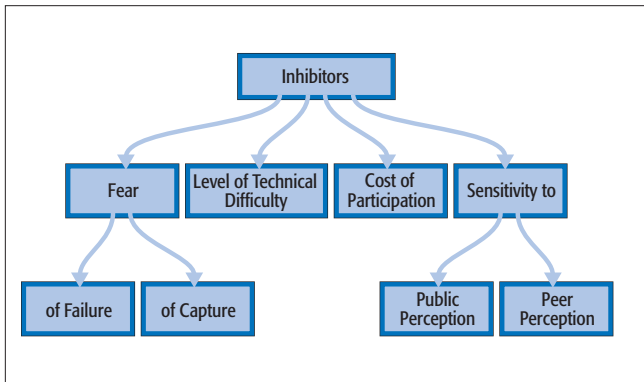 Inhibitors
Fear
Level of Technical
Difficulty
Cost of
Participation
Sensitivity to
of Failure
of Capture
Public
Perception
Peer
Perception